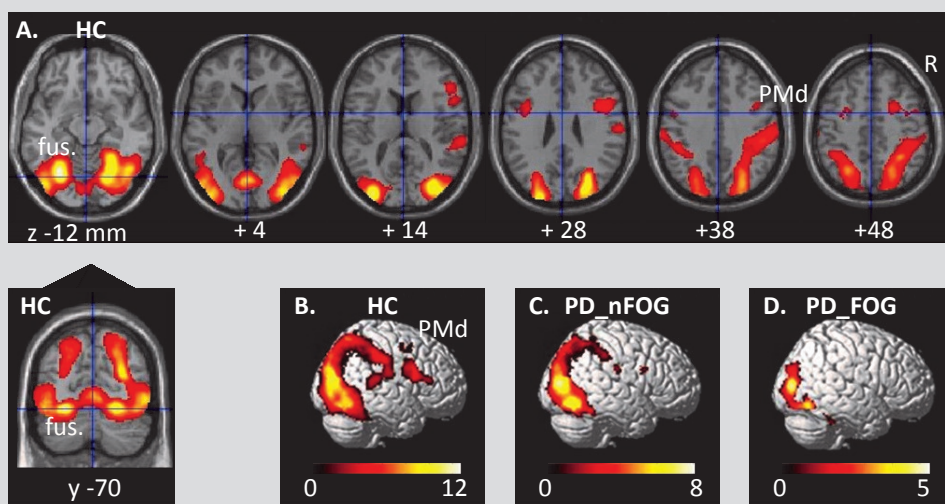 A. HC
R
PMd
fus.
z -12 mm
+ 4
+ 14
+ 28
+38
+48
HC
fus.
y -70
B. HC
PMd
0 12
C. PD_nFOG
0 8
D. PD_FOG
0 5